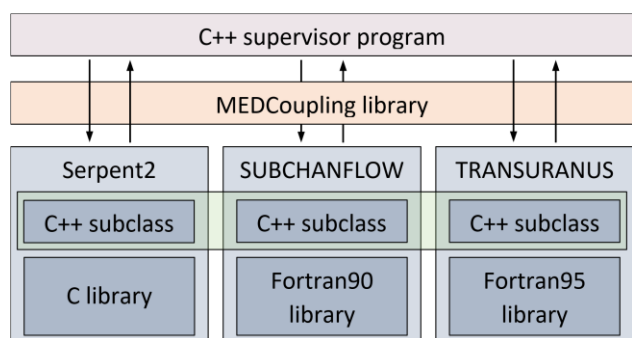 C++ supervisor program
MEDCoupling library
Serpent2
SUBCHANFLOW
TRANSURANUS
C++ subclass
C++ subclass
C++ subclass
C library
Fortran90
library
Fortran95
library